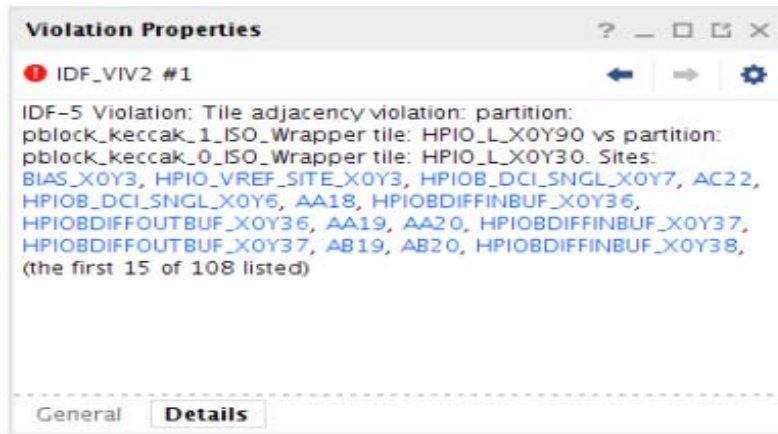 Violation Properties
IDF_VIV2 #1
IDF-5 Violation: Tile adjacency violation: partition:
pblock_keccak_1_ISO_Wrapper tile: HPIO_L_X0Y90 vs partition:
pblock_keccak_0_ISO_Wrapper tile: HPIO_L_X0Y30. Sites:
BIAS_X0Y3, HPIO_VREF_SITE_X0Y3, HPIOB_DCI_SNGL_X0Y7, AC22,
HPIOB_DCI_SNGL_X0Y6, AA18, HPIOBDIFFINBUF_X0Y36,
HPIOBDIFFOUTBUF_X0Y36, AA19, AA20, HPIOBDIFFINBUF_X0Y37,
HPIOBDIFFOUTBUF_X0Y37, AB19, AB20, HPIOBDIFFINBUF_X0Y38,
(the first 15 of 108 listed)
General Details